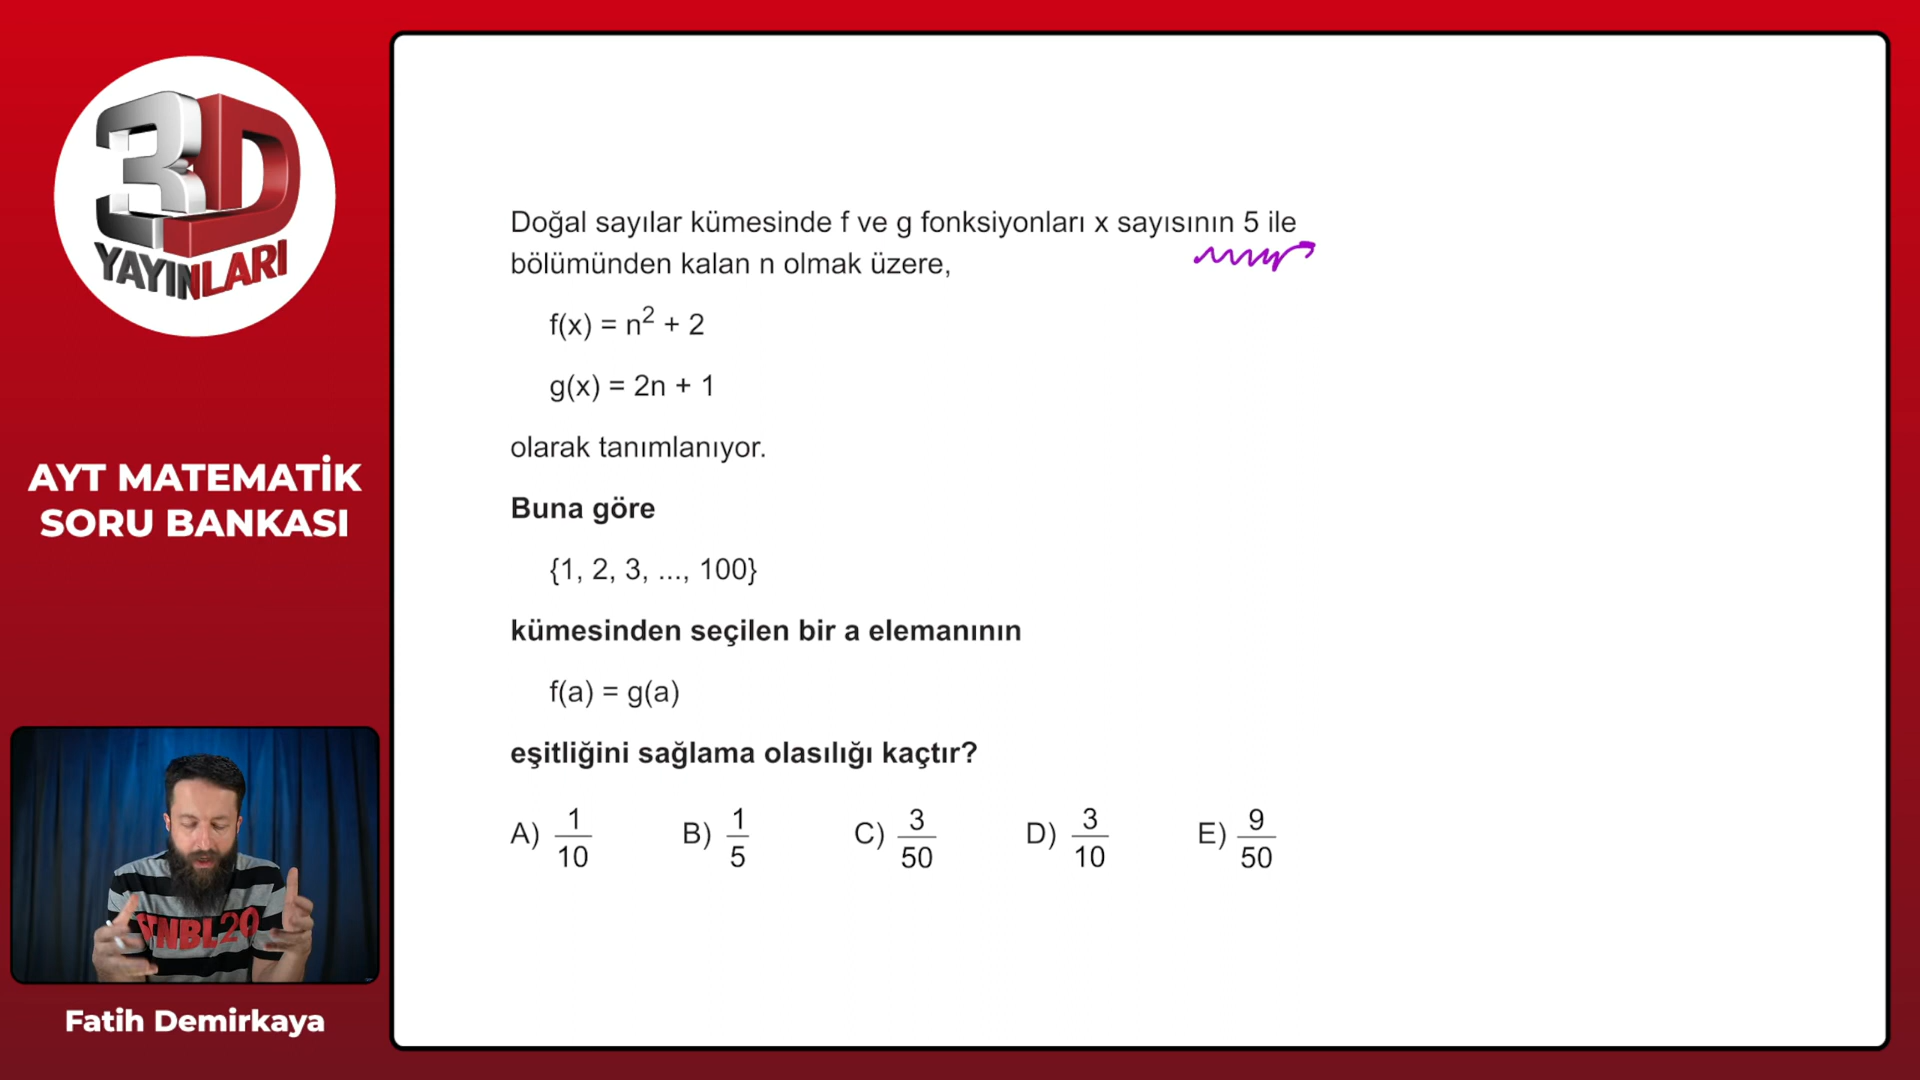 3D
YAYINLARI
AYT MATEMATİK
SORU BANKASI
STNBL20
Fatih Demirkaya
Doğal sayılar kümesinde f ve g fonksiyonları x sayısının 5 ile
bölümünden kalan n olmak üzere,
f(x) = n² + 2
g(x) = 2n + 1
olarak tanımlanıyor.
Buna göre
{1, 2, 3, ..., 100}
kümesinden seçilen bir a elemanının
f(a) = g(a)
eşitliğini sağlama olasılığı kaçtır?
A) 1/10 B) 1/5 C) 3/50 D) 3/10 E) 9/50